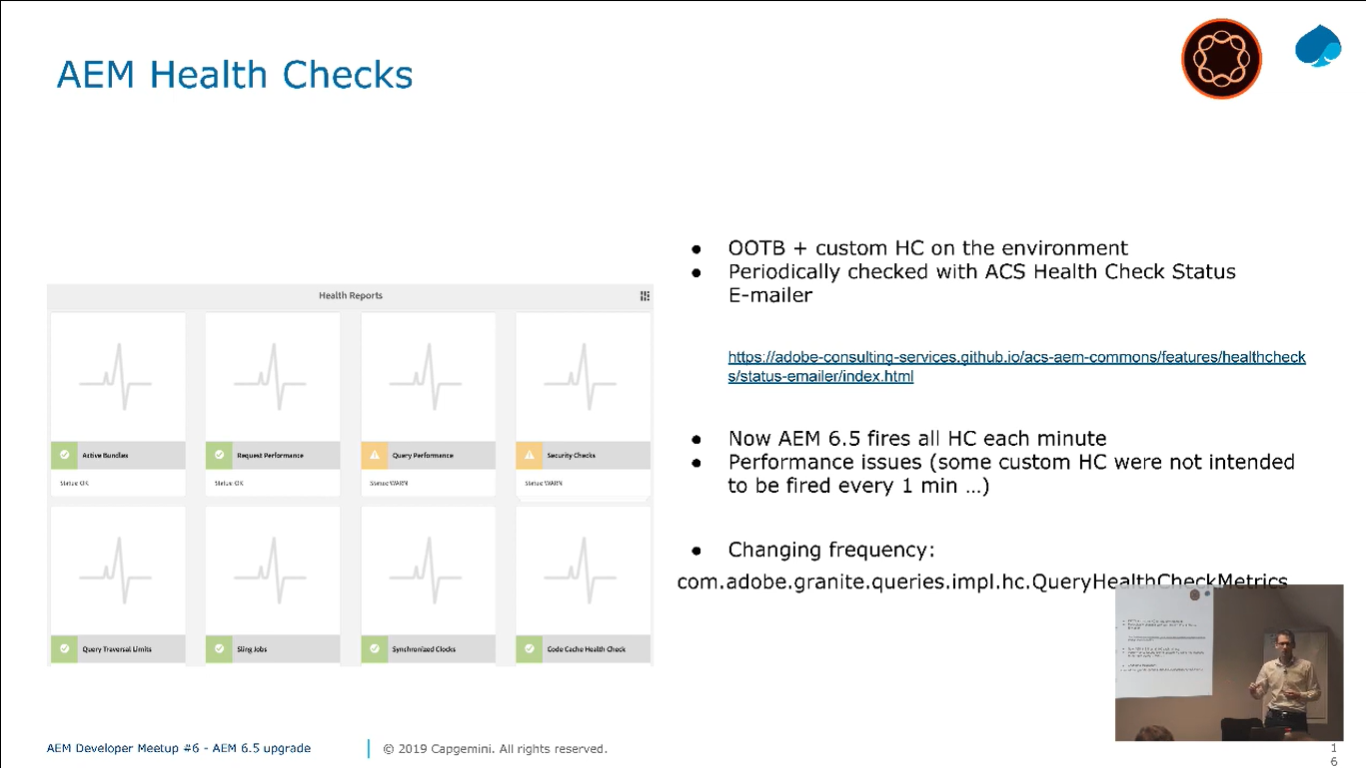 AEM Health Checks
Health Reports
Active Bundles
Request Performance
Query Performance
Security Checks
Status: OK
Status: OK
Status: WARN
Status: WARN
Query Traversal Limits
Sling Jobs
Synchronized Clocks
Code Cache Health Check
● OOTB + custom HC on the environment
● Periodically checked with ACS Health Check Status
E-mailer
https://adobe-consulting-services.github.io/acs-aem-commons/features/healthcheck
s/status-emailer/index.html
● Now AEM 6.5 fires all HC each minute
● Performance issues (some custom HC were not intended
to be fired every 1 min ...)
● Changing frequency:
com.adobe.granite.queries.impl.hc.QueryHealthCheckMetrics
AEM Developer Meetup #6 - AEM 6.5 upgrade
© 2019 Capgemini. All rights reserved.
1
6